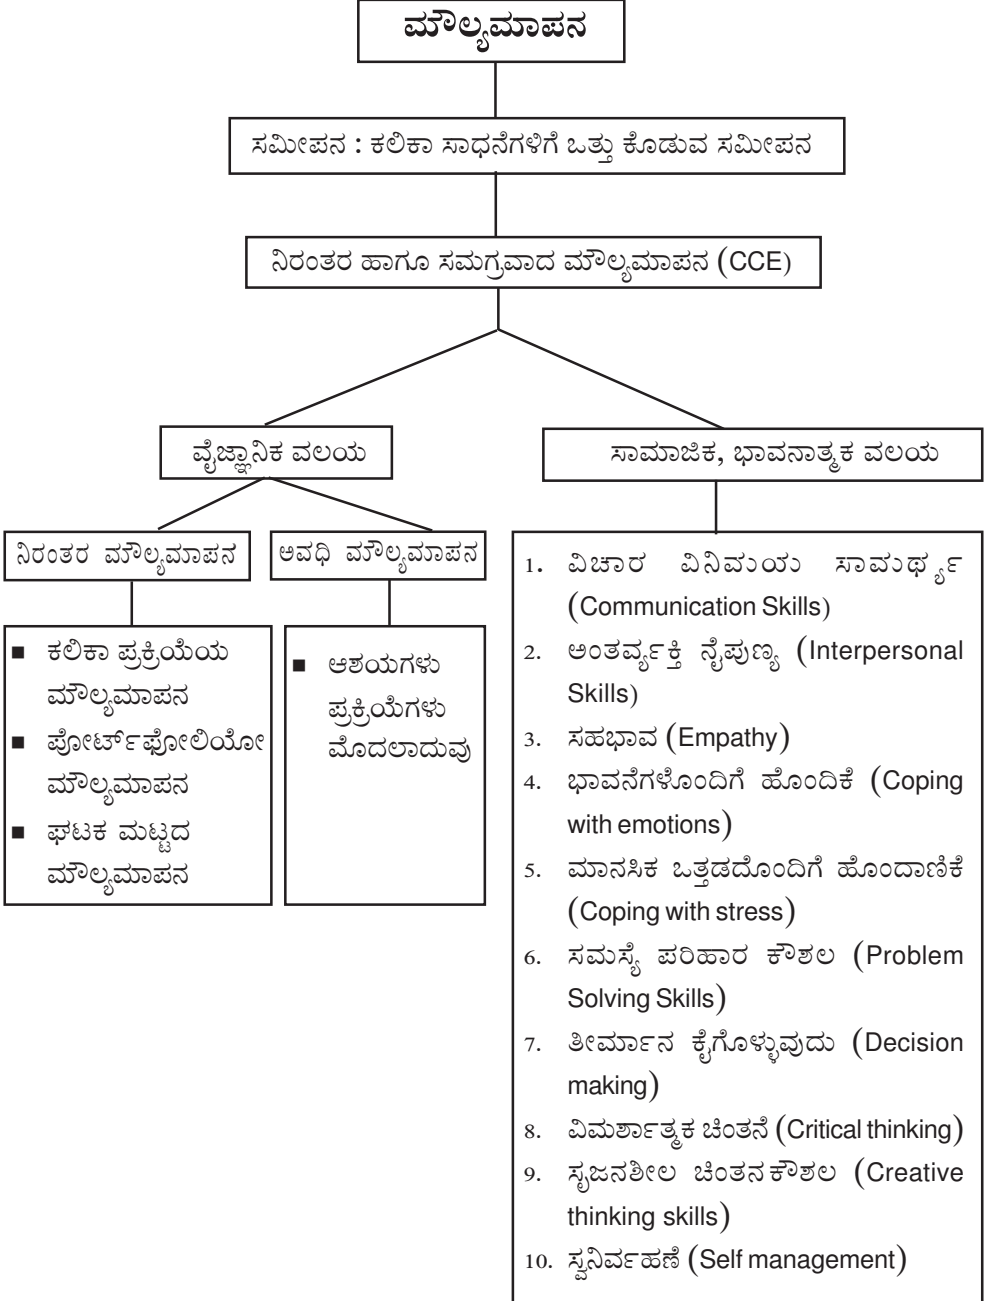 ಮೌಲ್ಯಮಾಪನ
ಸಮೀಪನ : ಕಲಿಕಾ ಸಾಧನೆಗಳಿಗೆ ಒತ್ತು ಕೊಡುವ ಸಮೀಪನ
ನಿರಂತರ ಹಾಗೂ ಸಮಗ್ರವಾದ ಮೌಲ್ಯಮಾಪನ (CCE)
ವೈಜ್ಞಾನಿಕ ವಲಯ
ನಿರಂತರ ಮೌಲ್ಯಮಾಪನ
■ ಕಲಿಕಾ ಪ್ರಕ್ರಿಯೆಯ
ಮೌಲ್ಯಮಾಪನ
■ ಪೋರ್ಟ್‌ಫೋಲಿಯೋ
ಮೌಲ್ಯಮಾಪನ
■ ಘಟಕ ಮಟ್ಟದ
ಮೌಲ್ಯಮಾಪನ
ಅವಧಿ ಮೌಲ್ಯಮಾಪನ
■ ಆಶಯಗಳು
ಪ್ರಕ್ರಿಯೆಗಳು
ಮೊದಲಾದುವು
ಸಾಮಾಜಿಕ, ಭಾವನಾತ್ಮಕ ವಲಯ
1. ವಿಚಾರ ವಿನಿಮಯ ಸಾಮರ್ಥ್ಯ
(Communication Skills)
2. ಅಂತರ್ವ್ಯಕ್ತಿ ನೈಪುಣ್ಯ (Interpersonal
Skills)
3. ಸಹಭಾವ (Empathy)
4. ಭಾವನೆಗಳೊಂದಿಗೆ ಹೊಂದಿಕೆ (Coping
with emotions)
5. ಮಾನಸಿಕ ಒತ್ತಡದೊಂದಿಗೆ ಹೊಂದಾಣಿಕೆ
(Coping with stress)
6. ಸಮಸ್ಯೆ ಪರಿಹಾರ ಕೌಶಲ (Problem
Solving Skills)
7. ತೀರ್ಮಾನ ಕೈಗೊಳ್ಳುವುದು (Decision
making)
8. ವಿಮರ್ಶಾತ್ಮಕ ಚಿಂತನೆ (Critical thinking)
9. ಸೃಜನಶೀಲ ಚಿಂತನಕೌಶಲ (Creative
thinking skills)
10. ಸ್ವನಿರ್ವಹಣೆ (Self management)